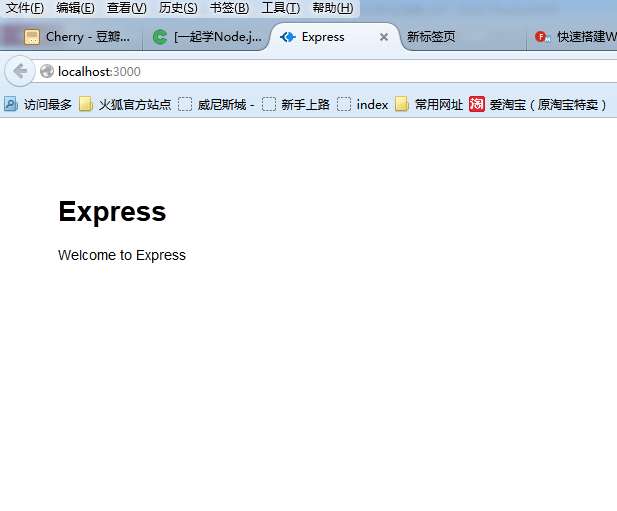 文件(F) 编辑(E) 查看(V) 历史(S) 书签(B) 工具(T) 帮助(H)
Cherry - 豆瓣... [一起学Node.j... Express 新标签页 快速搭建W
localhost:3000
访问最多 火狐官方站点 威尼斯城 - 新手上路 index 常用网址 淘 爱淘宝（原淘宝特卖）
Express
Welcome to Express